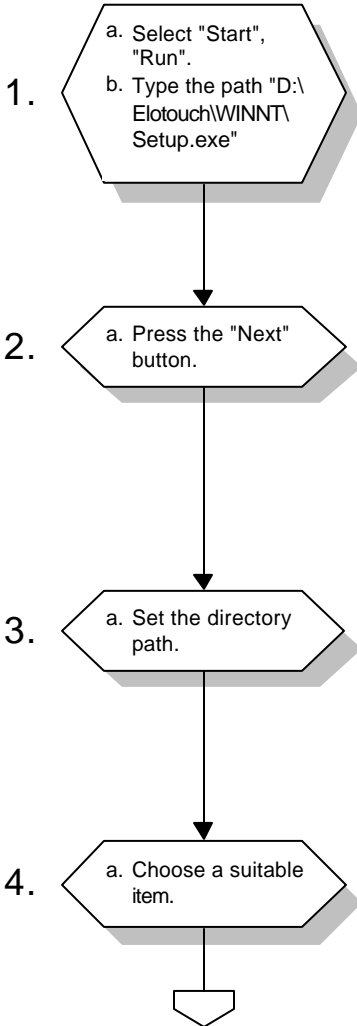 1.
a. Select "Start",
"Run".
b. Type the path "D:\
Elotouch\WINNT\
Setup.exe"
2.
a. Press the "Next"
button.
3.
a. Set the directory
path.
4.
a. Choose a suitable
item.